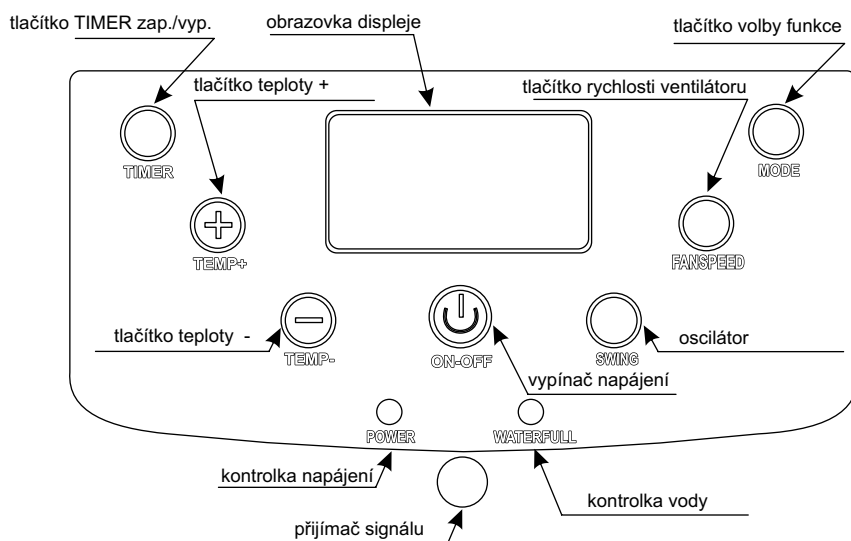 tlačítko TIMER zap./vyp.
obrazovka displeje
tlačítko volby funkce
tlačítko teploty +
tlačítko rychlosti ventilátoru
TIMER
MODE
TEMP+
FANSPEED
tlačítko teploty -
TEMP-
ON-OFF
SWING
oscilátor
vypínač napájení
POWER
WATERFULL
kontrolka napájení
kontrolka vody
přijímač signálu